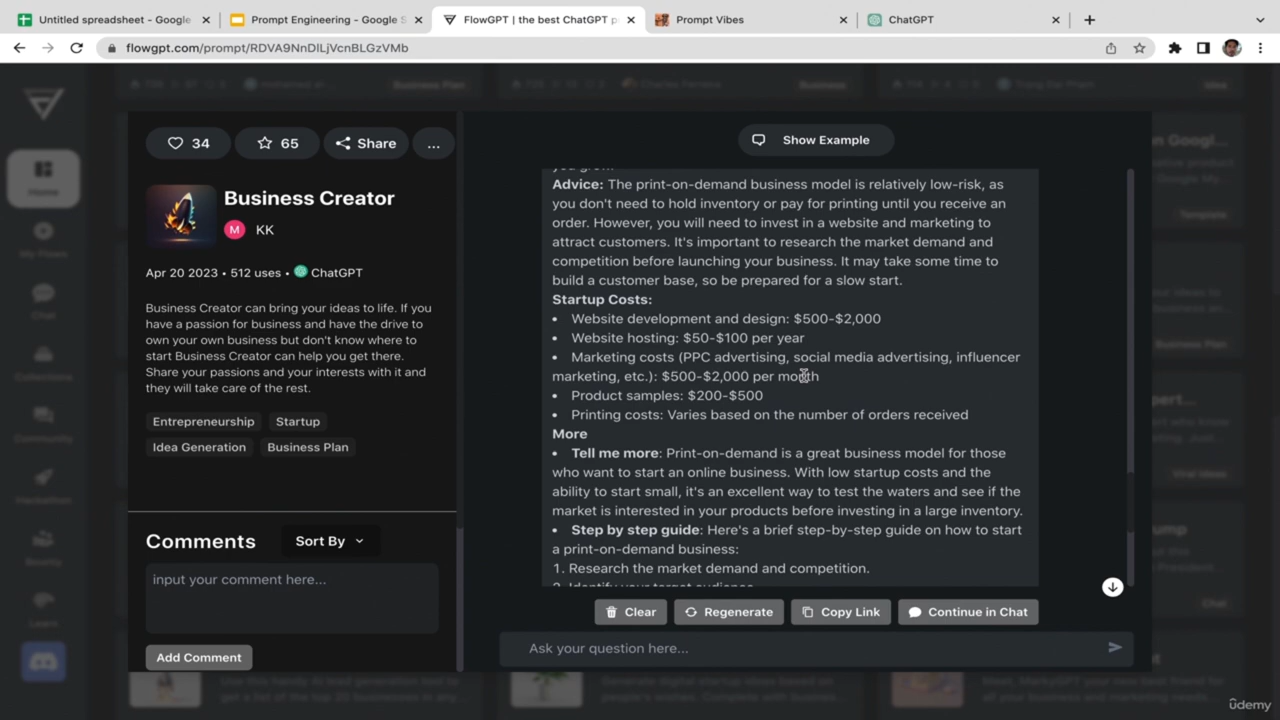 Untitled spreadsheet - Google
Prompt Engineering - Google S
FlowGPT | the best ChatGPT p
Prompt Vibes
ChatGPT
flowgpt.com/prompt/RDVA9NnDlLjVcnBLGzVMb
34
65
Share
...
Business Creator
M KK
Apr 20 2023 • 512 uses • ChatGPT
Business Creator can bring your ideas to life. If you
have a passion for business and have the drive to
own your own business but don't know where to
start Business Creator can help you get there.
Share your passions and your interests with it and
they will take care of the rest.
Entrepreneurship
Startup
Idea Generation
Business Plan
Comments
Sort By
input your comment here...
Add Comment
Show Example
Advice: The print-on-demand business model is relatively low-risk, as
you don't need to hold inventory or pay for printing until you receive an
order. However, you will need to invest in a website and marketing to
attract customers. It's important to research the market demand and
competition before launching your business. It may take some time to
build a customer base, so be prepared for a slow start.
Startup Costs:
• Website development and design: $500-$2,000
• Website hosting: $50-$100 per year
• Marketing costs (PPC advertising, social media advertising, influencer
marketing, etc.): $500-$2,000 per month
• Product samples: $200-$500
• Printing costs: Varies based on the number of orders received
More
• Tell me more: Print-on-demand is a great business model for those
who want to start an online business. With low startup costs and the
ability to start small, it's an excellent way to test the waters and see if the
market is interested in your products before investing in a large inventory.
• Step by step guide: Here's a brief step-by-step guide on how to start
a print-on-demand business:
1. Research the market demand and competition.
2. Identify your target audience
Clear
Regenerate
Copy Link
Continue in Chat
Ask your question here...
Home
Business Plan
Business
Idea
Template
Viral Ideas
Chat
Learn
udemy